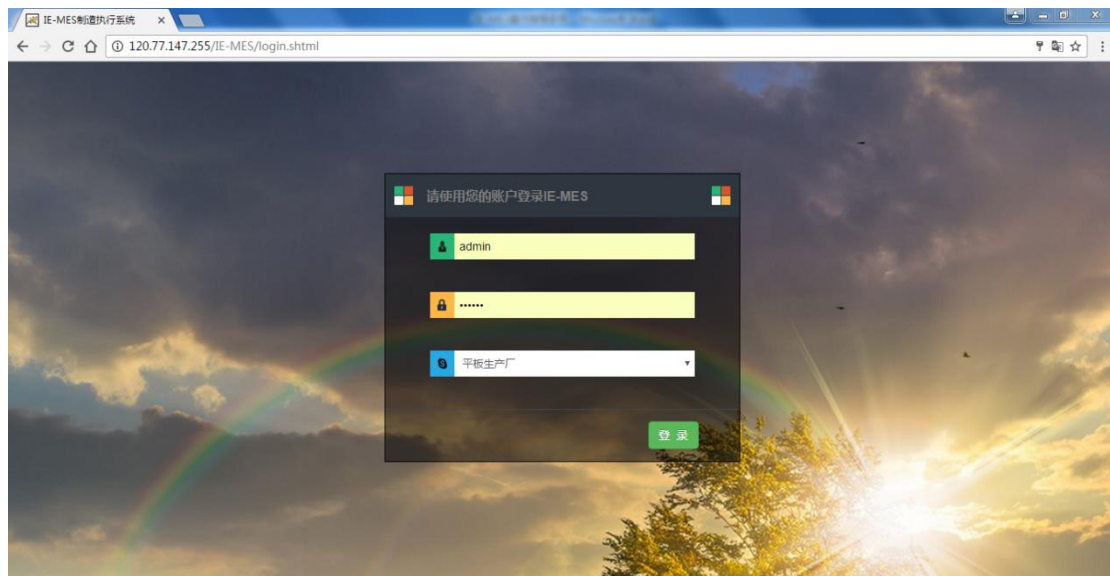 IE-MES制造执行系统
120.77.147.255/IE-MES/login.shtml
请使用您的账户登录IE-MES
admin
••••••
平板生产厂
登 录